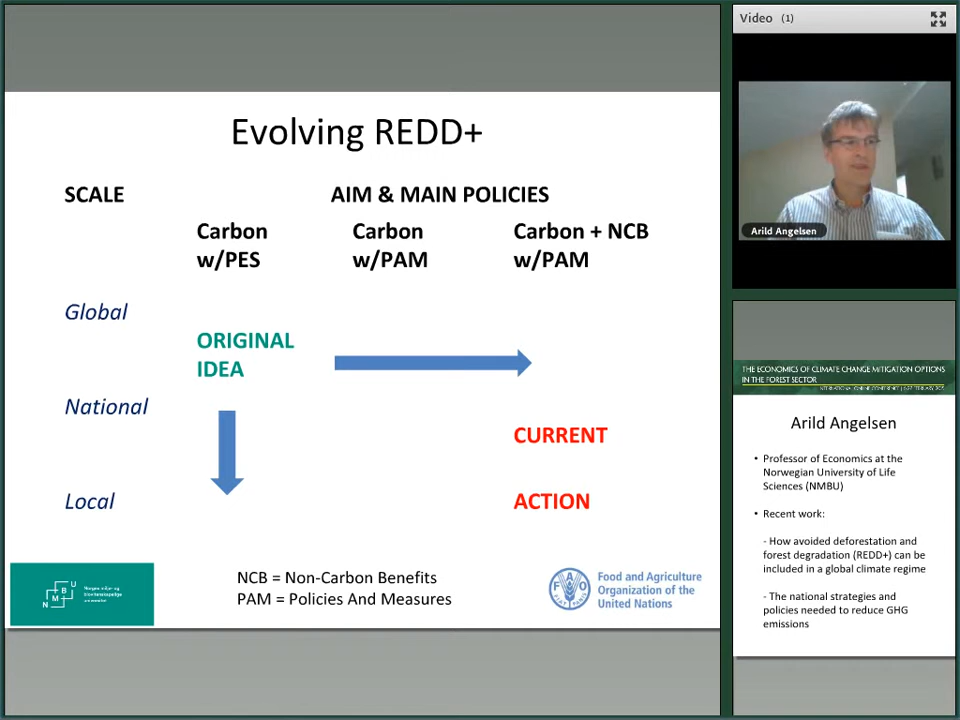 Evolving REDD+
SCALE
AIM & MAIN POLICIES
Carbon
w/PES
Carbon
w/PAM
Carbon + NCB
w/PAM
Global
ORIGINAL
IDEA
National
CURRENT
Local
ACTION
NCB = Non-Carbon Benefits
PAM = Policies And Measures
N M B U
FAO
FIAT PANIS
Food and Agriculture
Organization of the
United Nations
Video (1)
Arild Angelsen
THE ECONOMICS OF CLIMATE CHANGE MITIGATION OPTIONS
IN THE FOREST SECTOR
Arild Angelsen
• Professor of Economics at the
Norwegian University of Life
Sciences (NMBU)
• Recent work:
- How avoided deforestation and
forest degradation (REDD+) can be
included in a global climate regime
- The national strategies and
policies needed to reduce GHG
emissions